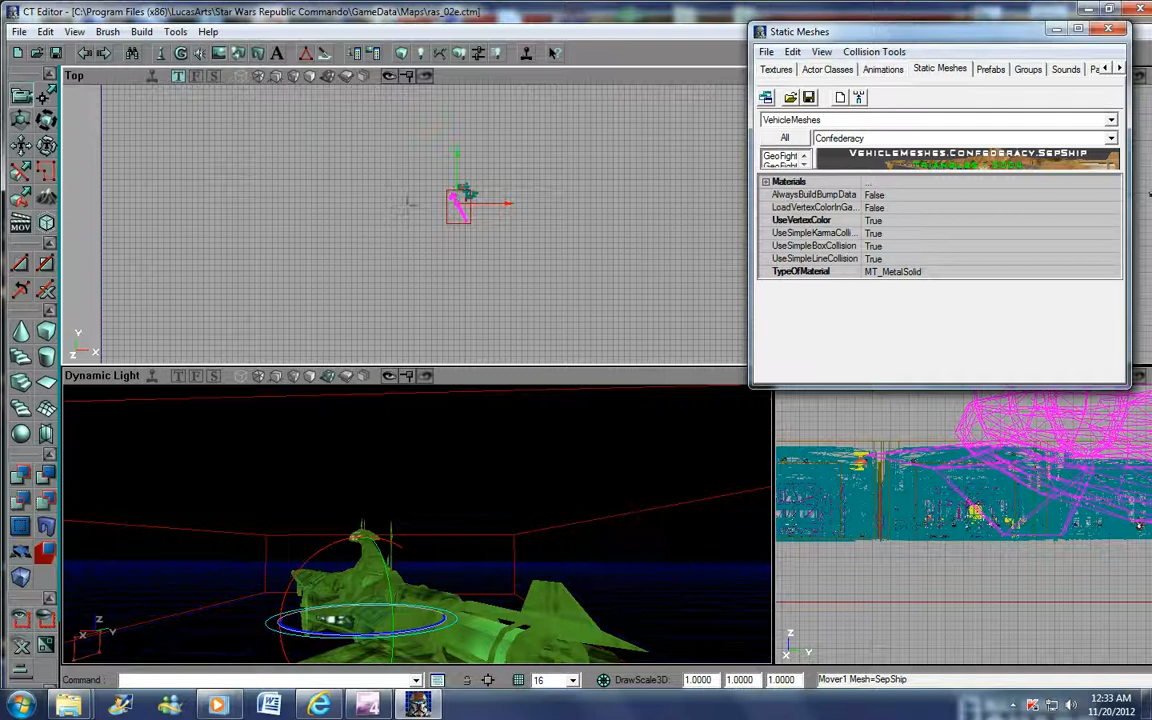 CT Editor - [C:\Program Files (x86)\LucasArts\Star Wars Republic Commando\GameData\Maps\ras_02e.ctm]
File Edit View Brush Build Tools Help
Top
T F S
Y
Z X
MOV
Dynamic Light
T F S
Z
X Y
Z
X Y
Static Meshes
File Edit View Collision Tools
Textures Actor Classes Animations Static Meshes Prefabs Groups Sounds
VehicleMeshes
All Confederacy
GeoFight
VEHICLEMESHES.CONFEDERACY.SEPSHIP
Materials ...
AlwaysBuildBumpData False
LoadVertexColorInGa... False
UseVertexColor True
UseSimpleKarmaColli... True
UseSimpleBoxCollision True
UseSimpleLineCollision True
TypeOfMaterial MT_MetalSolid
Command : 16 DrawScale3D: 1.0000 1.0000 1.0000 Mover1 Mesh=SepShip
12:33 AM
11/20/2012